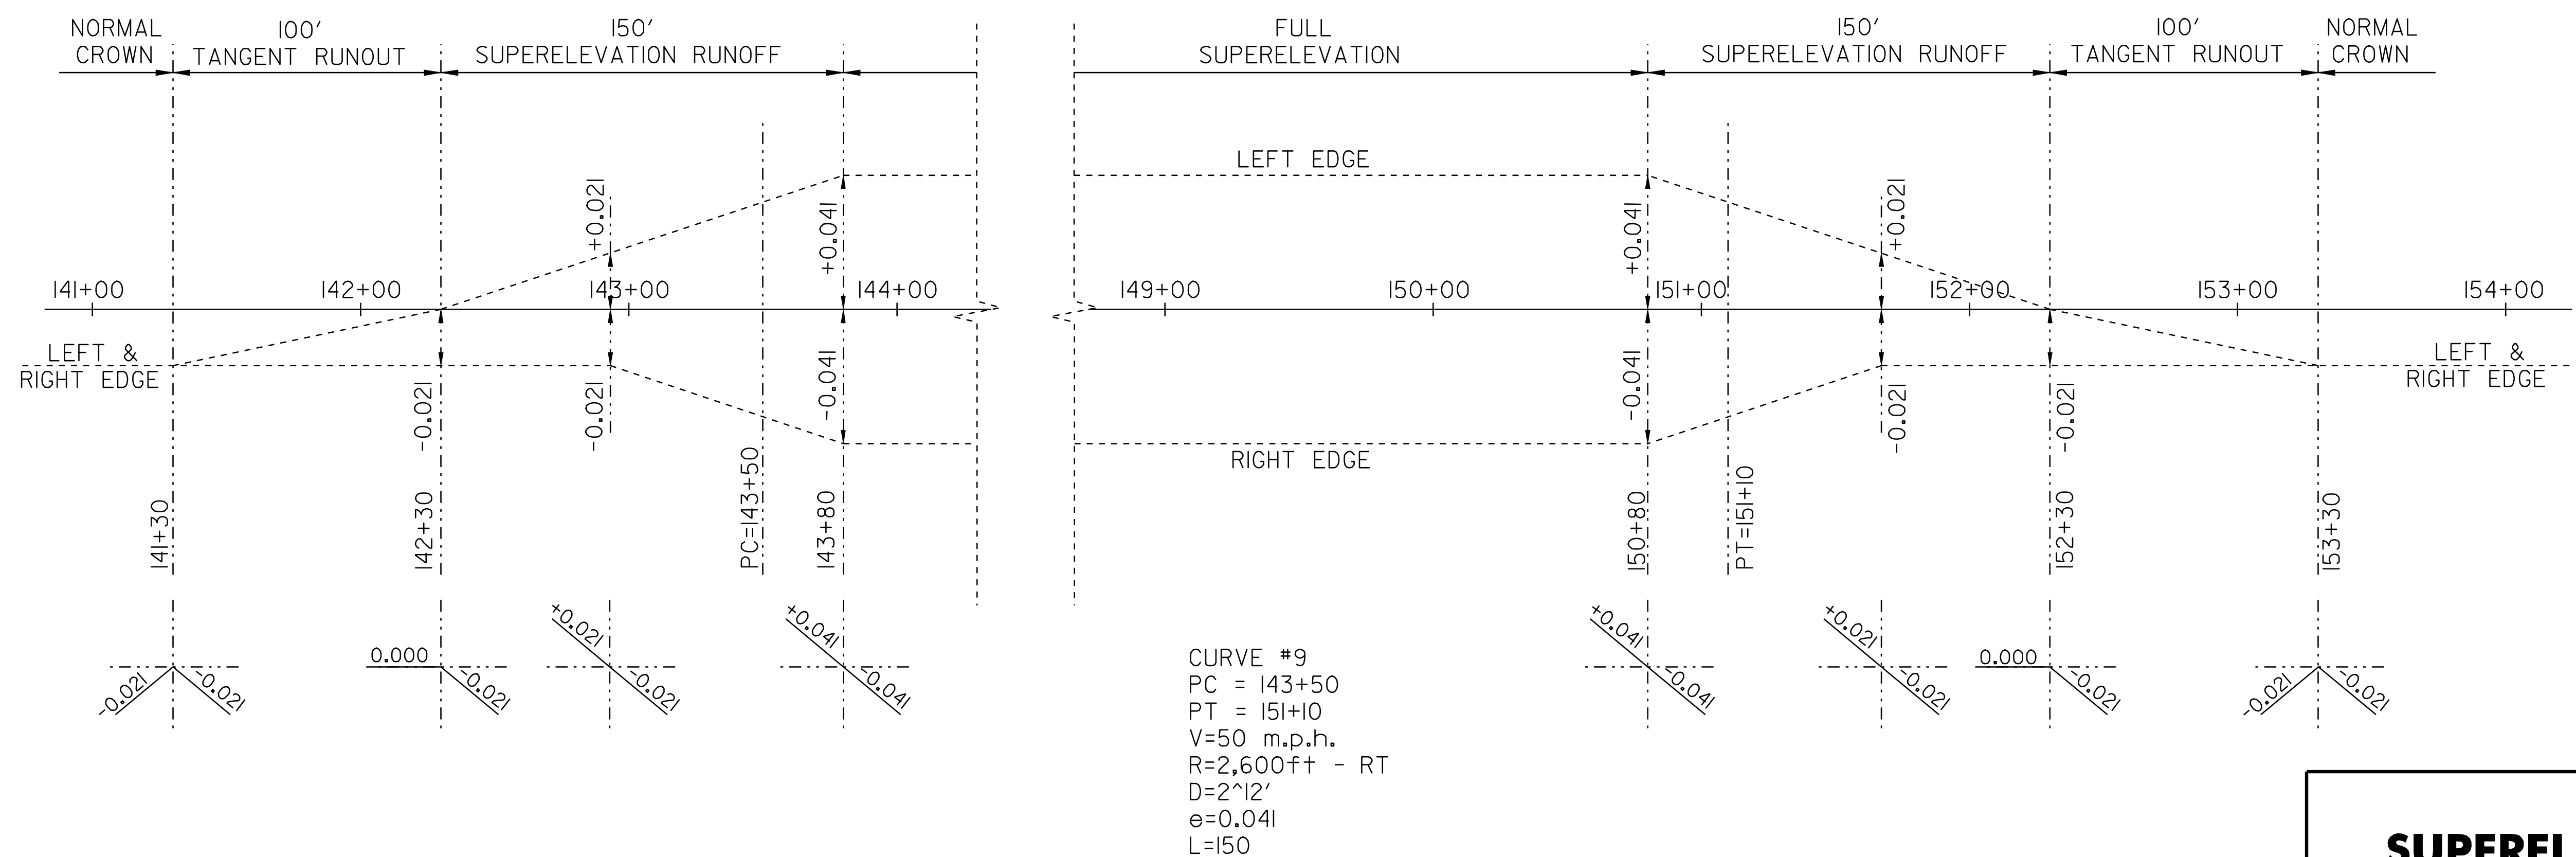 NORMAL
CROWN
100'
TANGENT RUNOUT
150'
SUPERELEVATION RUNOFF
FULL
SUPERELEVATION
150'
SUPERELEVATION RUNOFF
100'
TANGENT RUNOUT
NORMAL
CROWN
LEFT EDGE
+0.021
+0.041
+0.041
+0.021
141+00
142+00
143+00
144+00
149+00
150+00
151+00
152+00
153+00
154+00
LEFT &
RIGHT EDGE
LEFT &
RIGHT EDGE
-0.021
-0.021
-0.041
-0.041
-0.021
-0.021
RIGHT EDGE
141+30
142+30
PC=143+50
143+80
150+80
PT=151+10
152+30
153+30
-0.021
-0.021
0.000
-0.021
+0.021
-0.021
+0.041
-0.041
+0.041
-0.041
+0.021
-0.021
0.000
-0.021
-0.021
-0.021
CURVE #9
PC = 143+50
PT = 151+10
V=50 m.p.h.
R=2,600ft - RT
D=2^12'
e=0.041
L=150